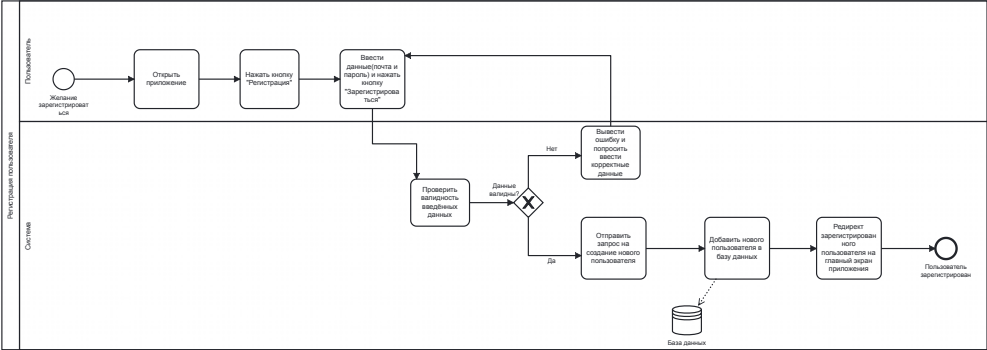 Регистрация пользователя
Пользователь
Желание
зарегистрироват
ься
Открыть
приложение
Нажать кнопку
"Регистрация"
Ввести
данные(почта и
пароль) и нажать
кнопку
"Зарегистрирова
ться"
Система
Проверить
валидность
введённых
данных
Данные
валидны?
Нет
Вывести
ошибку и
попросить
ввести
корректные
данные
Да
Отправить
запрос на
создание нового
пользователя
Добавить нового
пользователя в
базу данных
База данных
Редирект
зарегистрирован
ного
пользователя на
главный экран
приложения
Пользователь
зарегистрирован